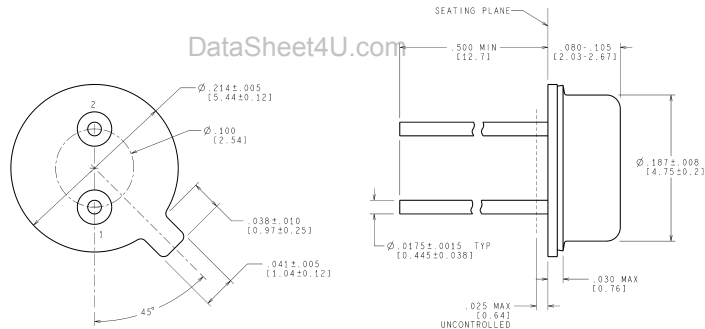 SEATING PLANE
DataSheet4U.com
.500 MIN
[12.7]
.080-.105
[2.03-2.67]
Ø.214±.005
[5.44±0.12]
2
Ø.100
[2.54]
Ø.187±.008
[4.75±0.2]
1
.038±.010
[0.97±0.25]
.041±.005
[1.04±0.12]
45°
Ø.0175±.0015 TYP
[0.445±0.038]
.030 MAX
[0.76]
.025 MAX
[0.64]
UNCONTROLLED